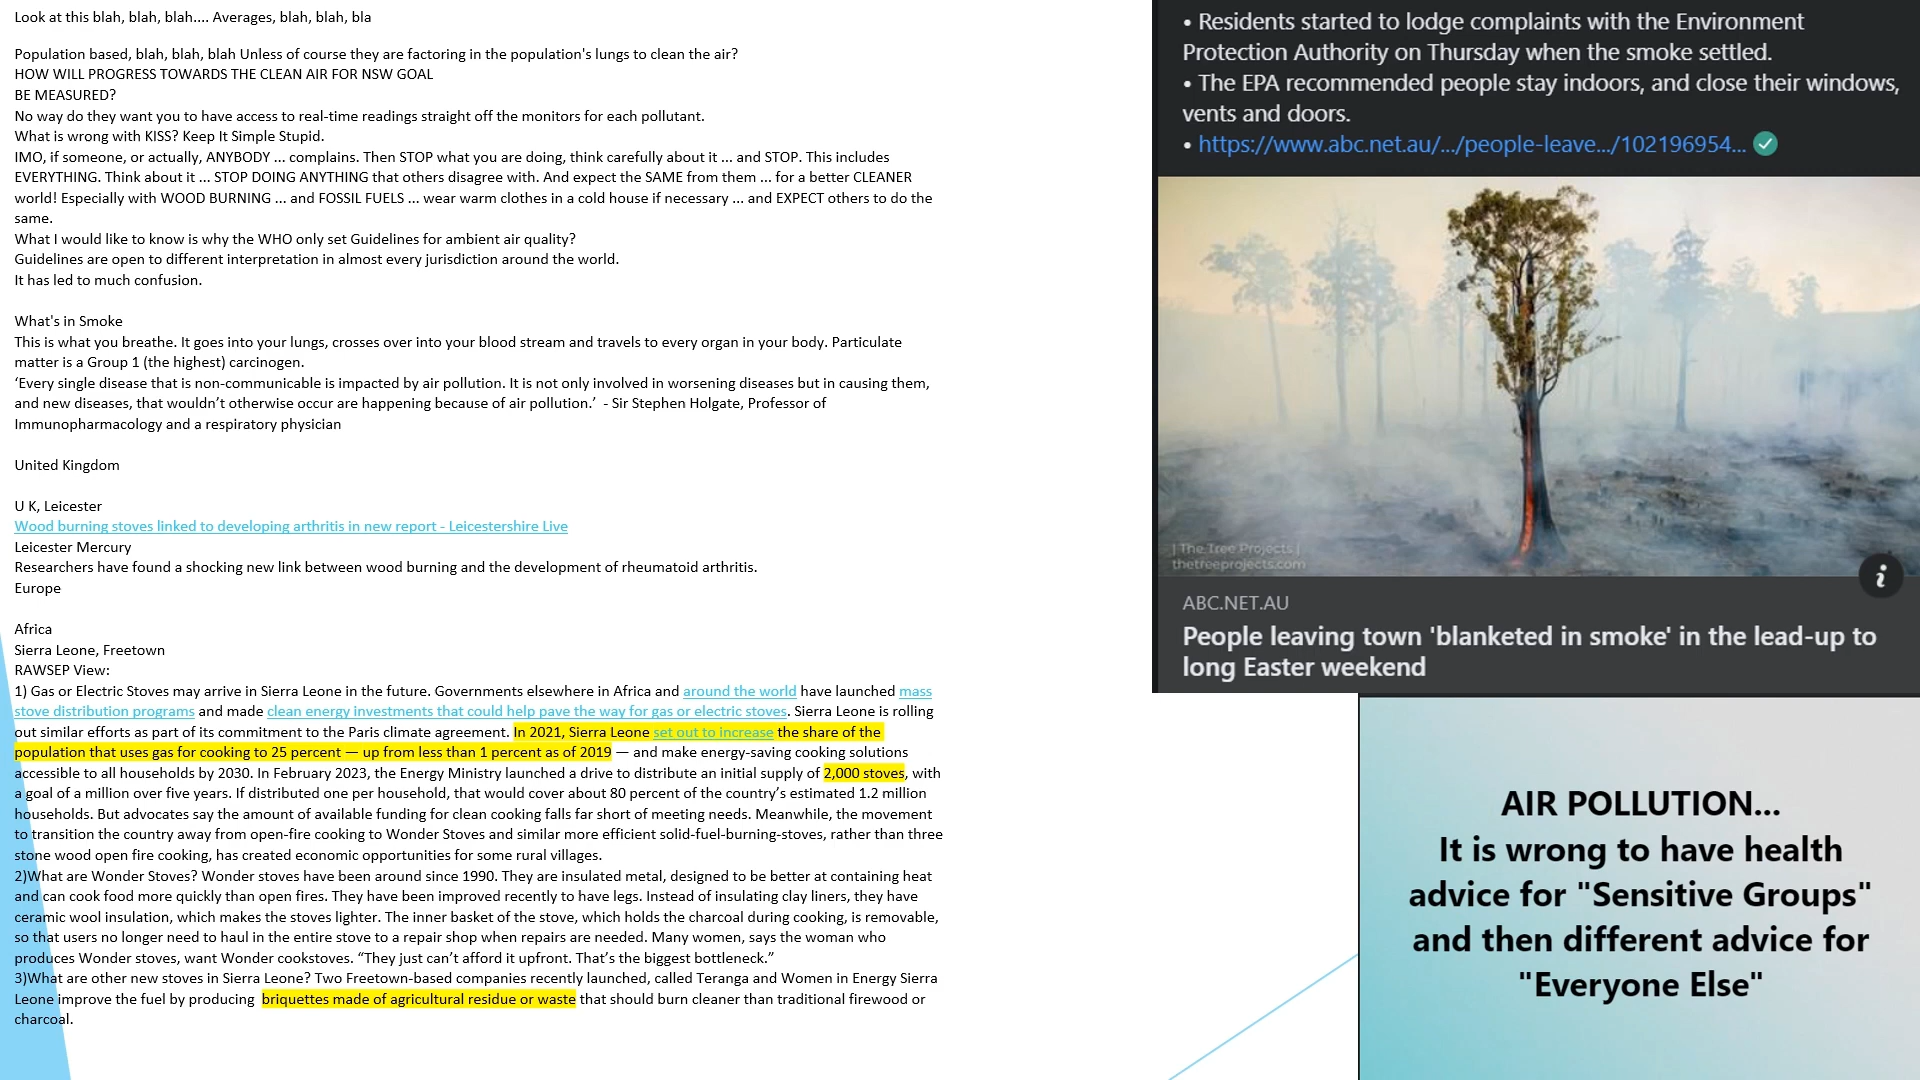 Look at this blah, blah, blah.... Averages, blah, blah, bla
Population based, blah, blah, blah Unless of course they are factoring in the population's lungs to clean the air?
HOW WILL PROGRESS TOWARDS THE CLEAN AIR FOR NSW GOAL
BE MEASURED?
No way do they want you to have access to real-time readings straight off the monitors for each pollutant.
What is wrong with KISS? Keep It Simple Stupid.
IMO, if someone, or actually, ANYBODY ... complains. Then STOP what you are doing, think carefully about it ... and STOP. This includes
EVERYTHING. Think about it ... STOP DOING ANYTHING that others disagree with. And expect the SAME from them ... for a better CLEANER
world! Especially with WOOD BURNING ... and FOSSIL FUELS ... wear warm clothes in a cold house if necessary ... and EXPECT others to do the
same.
What I would like to know is why the WHO only set Guidelines for ambient air quality?
Guidelines are open to different interpretation in almost every jurisdiction around the world.
It has led to much confusion.
What's in Smoke
This is what you breathe. It goes into your lungs, crosses over into your blood stream and travels to every organ in your body. Particulate
matter is a Group 1 (the highest) carcinogen.
‘Every single disease that is non-communicable is impacted by air pollution. It is not only involved in worsening diseases but in causing them,
and new diseases, that wouldn’t otherwise occur are happening because of air pollution.’  - Sir Stephen Holgate, Professor of
Immunopharmacology and a respiratory physician
United Kingdom
U K, Leicester
Wood burning stoves linked to developing arthritis in new report - Leicestershire Live
Leicester Mercury
Researchers have found a shocking new link between wood burning and the development of rheumatoid arthritis.
Europe
Africa
Sierra Leone, Freetown
RAWSEP View:
1) Gas or Electric Stoves may arrive in Sierra Leone in the future. Governments elsewhere in Africa and around the world have launched mass
stove distribution programs and made clean energy investments that could help pave the way for gas or electric stoves. Sierra Leone is rolling
out similar efforts as part of its commitment to the Paris climate agreement. In 2021, Sierra Leone set out to increase the share of the
population that uses gas for cooking to 25 percent — up from less than 1 percent as of 2019 — and make energy-saving cooking solutions
accessible to all households by 2030. In February 2023, the Energy Ministry launched a drive to distribute an initial supply of 2,000 stoves, with
a goal of a million over five years. If distributed one per household, that would cover about 80 percent of the country’s estimated 1.2 million
households. But advocates say the amount of available funding for clean cooking falls far short of meeting needs. Meanwhile, the movement
to transition the country away from open-fire cooking to Wonder Stoves and similar more efficient solid-fuel-burning-stoves, rather than three
stone wood open fire cooking, has created economic opportunities for some rural villages.
2)What are Wonder Stoves? Wonder stoves have been around since 1990. They are insulated metal, designed to be better at containing heat
and can cook food more quickly than open fires. They have been improved recently to have legs. Instead of insulating clay liners, they have
ceramic wool insulation, which makes the stoves lighter. The inner basket of the stove, which holds the charcoal during cooking, is removable,
so that users no longer need to haul in the entire stove to a repair shop when repairs are needed. Many women, says the woman who
produces Wonder stoves, want Wonder cookstoves. “They just can’t afford it upfront. That’s the biggest bottleneck.”
3)What are other new stoves in Sierra Leone? Two Freetown-based companies recently launched, called Teranga and Women in Energy Sierra
Leone improve the fuel by producing  briquettes made of agricultural residue or waste that should burn cleaner than traditional firewood or
charcoal.
• Residents started to lodge complaints with the Environment
Protection Authority on Thursday when the smoke settled.
• The EPA recommended people stay indoors, and close their windows,
vents and doors.
• https://www.abc.net.au/.../people-leave.../102196954...
| The Tree Projects |
thetreeprojects.com
ABC.NET.AU
People leaving town 'blanketed in smoke' in the lead-up to
long Easter weekend
AIR POLLUTION...
It is wrong to have health
advice for "Sensitive Groups"
and then different advice for
"Everyone Else"